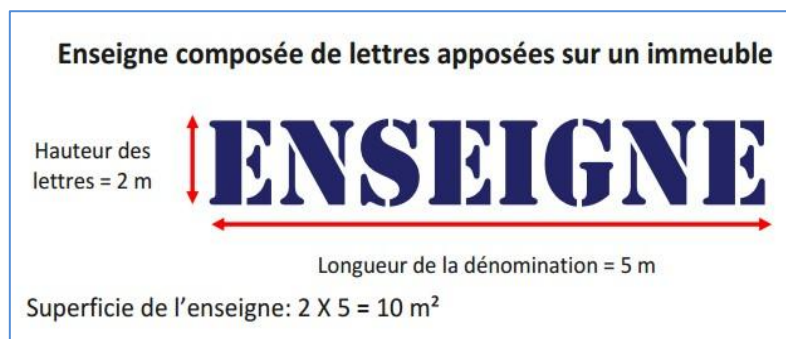 Enseigne composée de lettres apposées sur un immeuble
Hauteur des
lettres = 2 m
ENSEIGNE
Longueur de la dénomination = 5 m
Superficie de l’enseigne: 2 X 5 = 10 m²